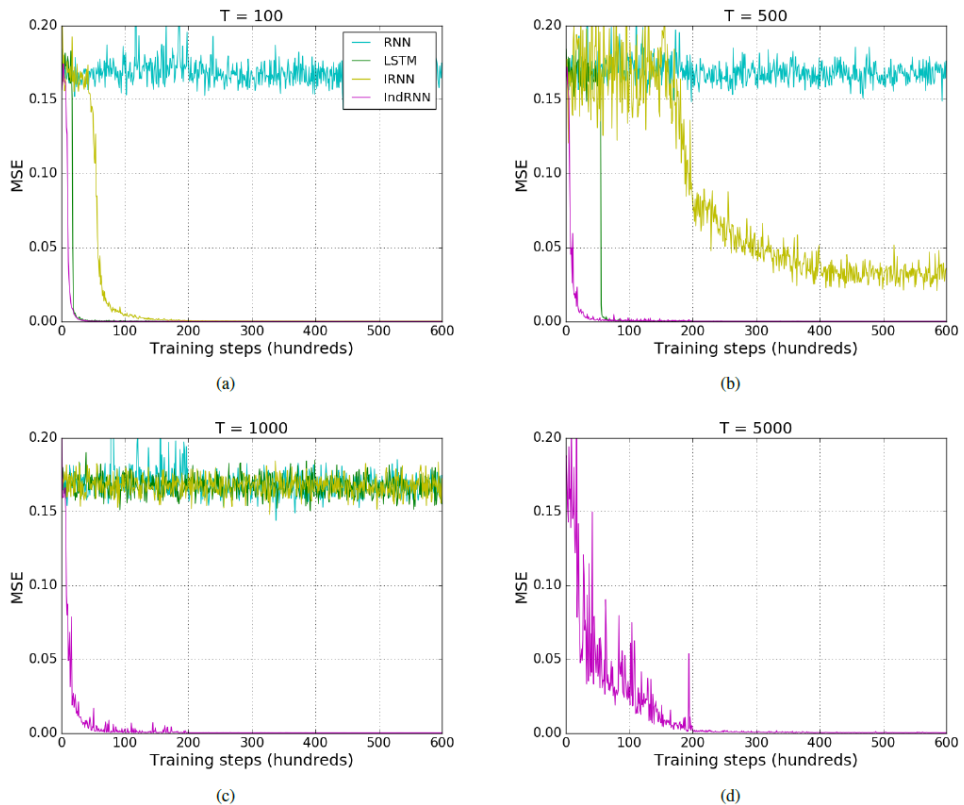 T = 100
0.20
0.15
0.10
0.05
0.00
MSE
RNN
LSTM
IRNN
IndRNN
0 100 200 300 400 500 600
Training steps (hundreds)
(a)
T = 500
0.20
0.15
0.10
0.05
0.00
MSE
0 100 200 300 400 500 600
Training steps (hundreds)
(b)
T = 1000
0.20
0.15
0.10
0.05
0.00
MSE
0 100 200 300 400 500 600
Training steps (hundreds)
(c)
T = 5000
0.20
0.15
0.10
0.05
0.00
MSE
0 100 200 300 400 500 600
Training steps (hundreds)
(d)